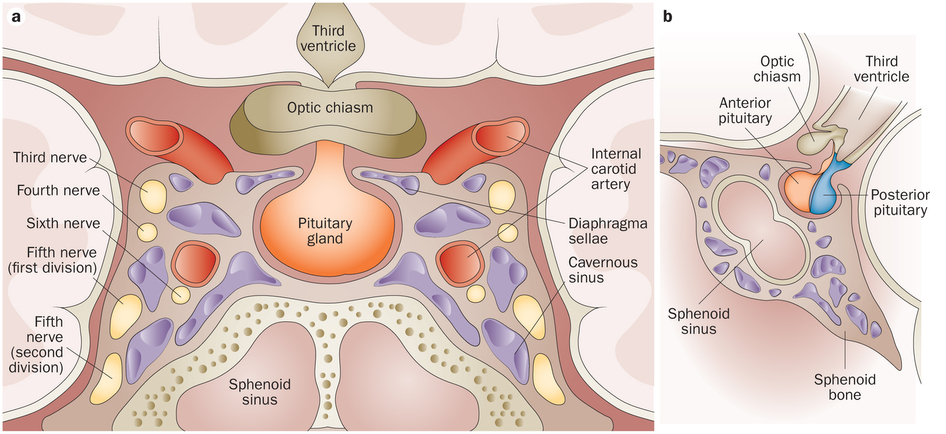 a
Third
ventricle
Optic chiasm
Third nerve
Fourth nerve
Sixth nerve
Fifth nerve
(first division)
Fifth
nerve
(second
division)
Pituitary
gland
Internal
carotid
artery
Diaphragma
sellae
Cavernous
sinus
Sphenoid
sinus
b
Optic
chiasm
Third
ventricle
Anterior
pituitary
Posterior
pituitary
Sphenoid
sinus
Sphenoid
bone